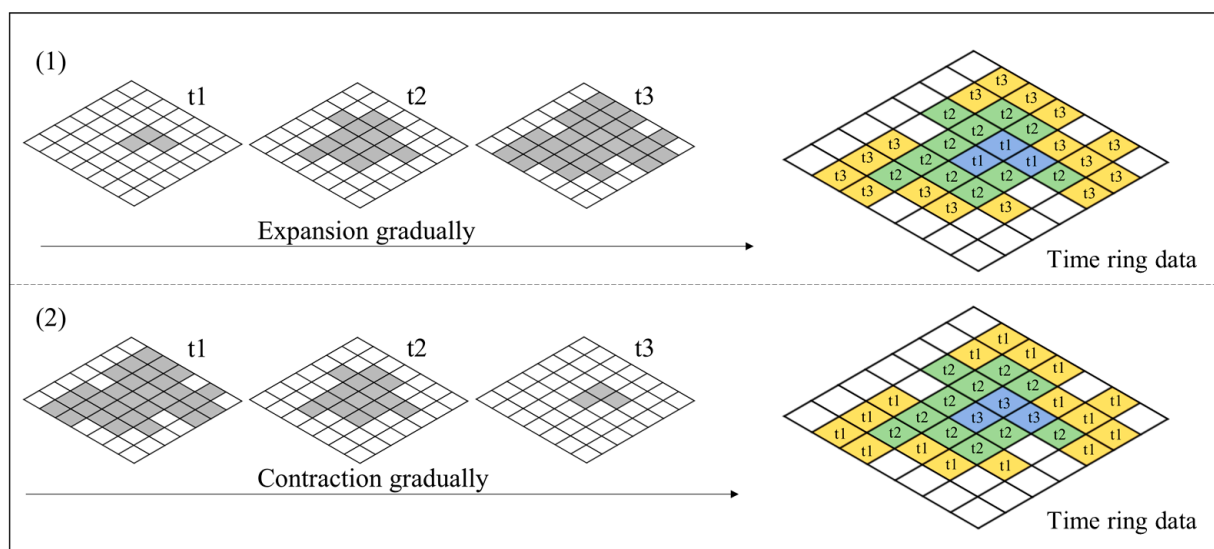 (1)
t1
t2
t3
Expansion gradually
t3
t3 t3
t2 t2 t3
t2 t2
t3 t1 t3 t3
t3 t2 t1 t1 t3
t3 t3 t2 t2 t2 t2 t3
t3 t2 t3
t3 t3
Time ring data
(2)
t1
t2
t3
Contraction gradually
t1
t1 t1
t2 t2 t1
t2 t2
t1 t2 t3 t1 t1
t1 t2 t3 t3 t1
t1 t2 t2 t2 t1
t1 t1 t2 t1
t1 t1
Time ring data